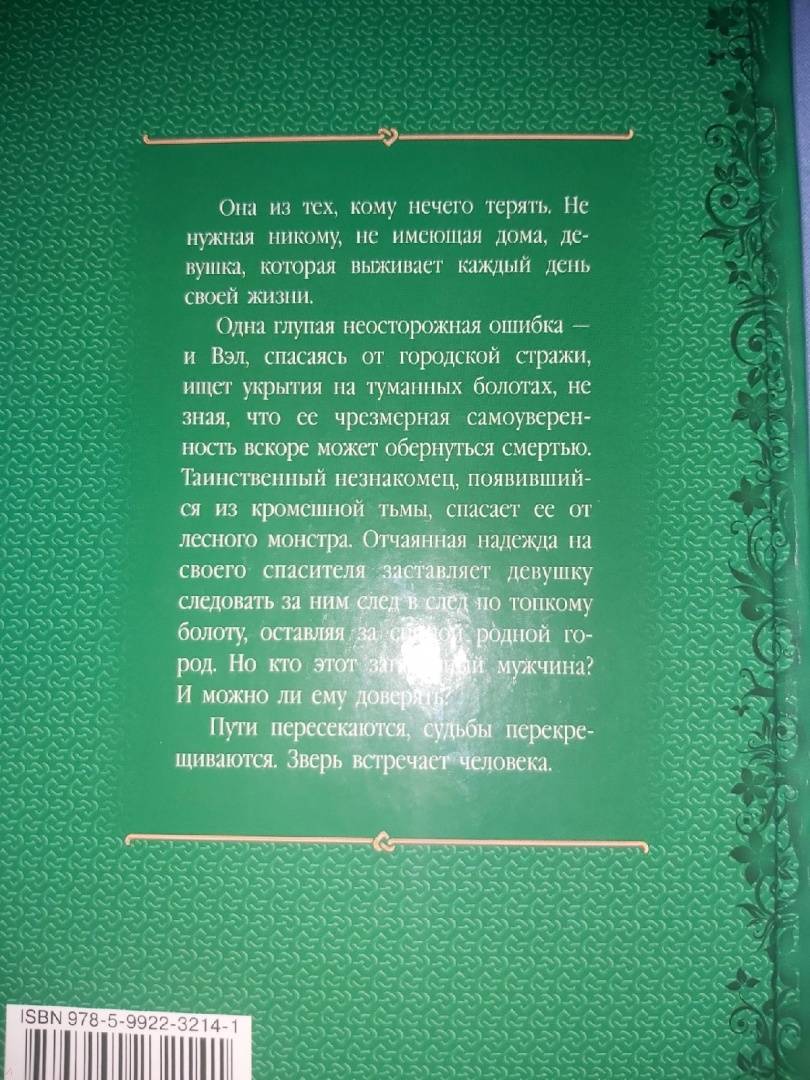 Она из тех, кому нечего терять. Не
нужная никому, не имеющая дома, де-
вушка, которая выживает каждый день
своей жизни.
Одна глупая неосторожная ошибка —
и Вэл, спасаясь от городской стражи,
ищет укрытия на туманных болотах, не
зная, что ее чрезмерная самоуверен-
ность вскоре может обернуться смертью.
Таинственный незнакомец, появивший-
ся из кромешной тьмы, спасает ее от
лесного монстра. Отчаянная надежда на
своего спасителя заставляет девушку
следовать за ним след в след по топкому
болоту, оставляя за спиной родной го-
род. Но кто этот мужчина?
И можно ли ему доверять?
Пути пересекаются, судьбы перекре-
щиваются. Зверь встречает человека.
ISBN 978-5-9922-3214-1